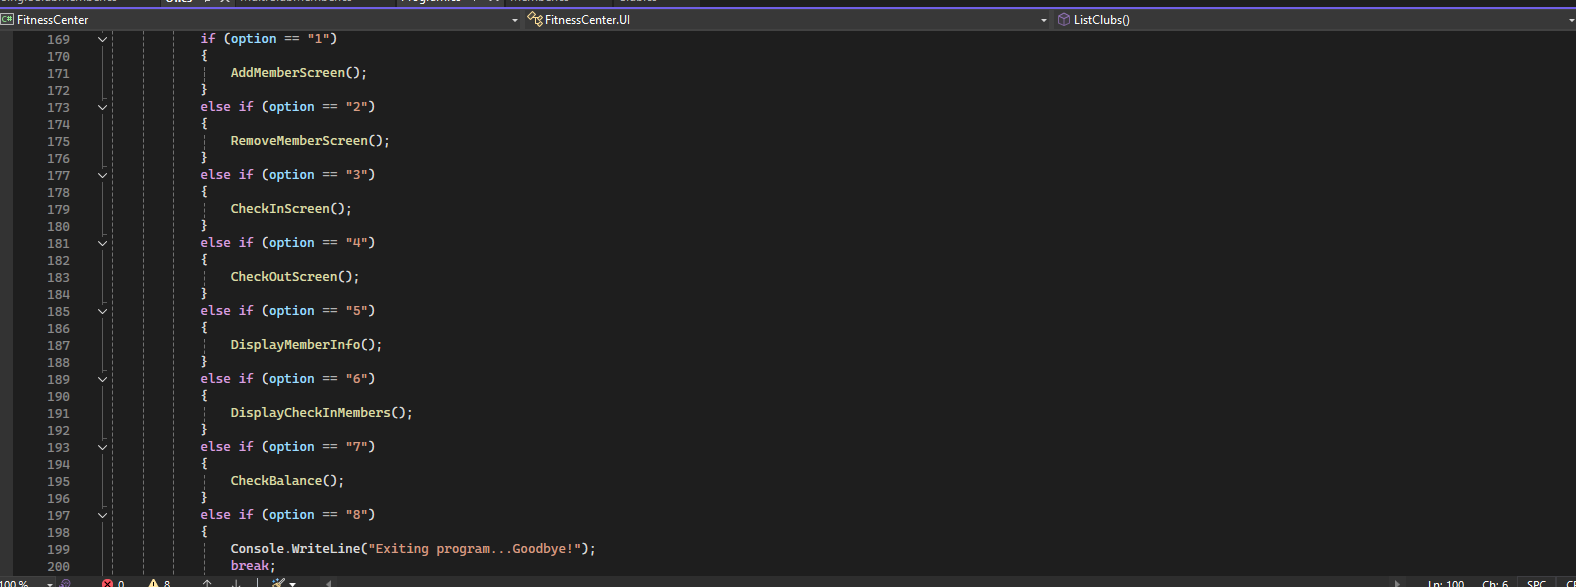 FitnessCenter FitnessCenter.UI ListClubs()
169 if (option == "1")
170 {
171 AddMemberScreen();
172 }
173 else if (option == "2")
174 {
175 RemoveMemberScreen();
176 }
177 else if (option == "3")
178 {
179 CheckInScreen();
180 }
181 else if (option == "4")
182 {
183 CheckOutScreen();
184 }
185 else if (option == "5")
186 {
187 DisplayMemberInfo();
188 }
189 else if (option == "6")
190 {
191 DisplayCheckInMembers();
192 }
193 else if (option == "7")
194 {
195 CheckBalance();
196 }
197 else if (option == "8")
198 {
199 Console.WriteLine("Exiting program...Goodbye!");
200 break;
100 % 0 8 Ln: 100 Ch: 6 SPC